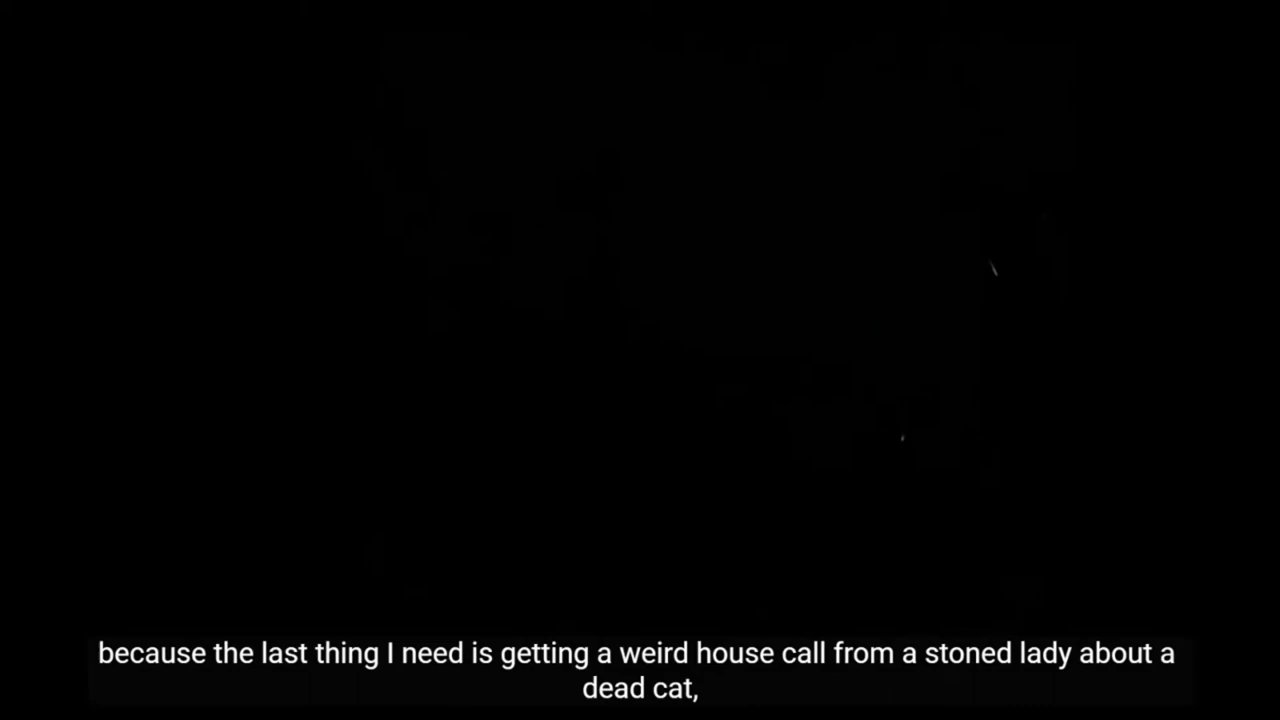 because the last thing I need is getting a weird house call from a stoned lady about a
dead cat,